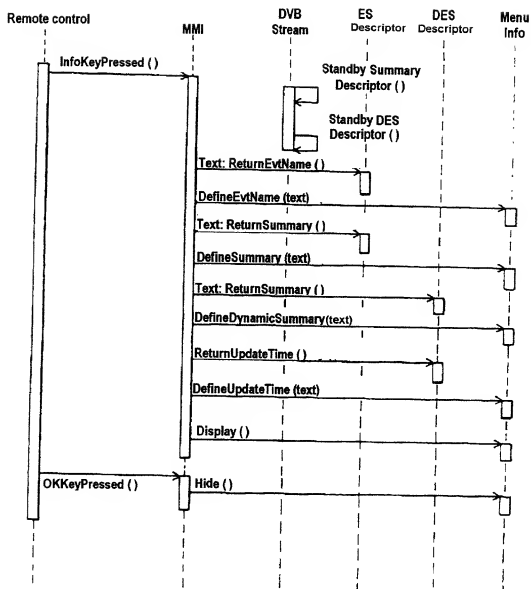 Remote control
MMI
DVB
Stream
ES
Descriptor
DES
Descriptor
Menu
Info
InfoKeyPressed ( )
Standby Summary
Descriptor ( )
Standby DES
Descriptor ( )
Text: ReturnEvtName ( )
DefineEvtName (text)
Text: ReturnSummary ( )
DefineSummary (text)
Text: ReturnSummary ( )
DefineDynamicSummary(text)
ReturnUpdateTime ( )
DefineUpdateTime (text)
Display ( )
OKKeyPressed ( )
Hide ( )